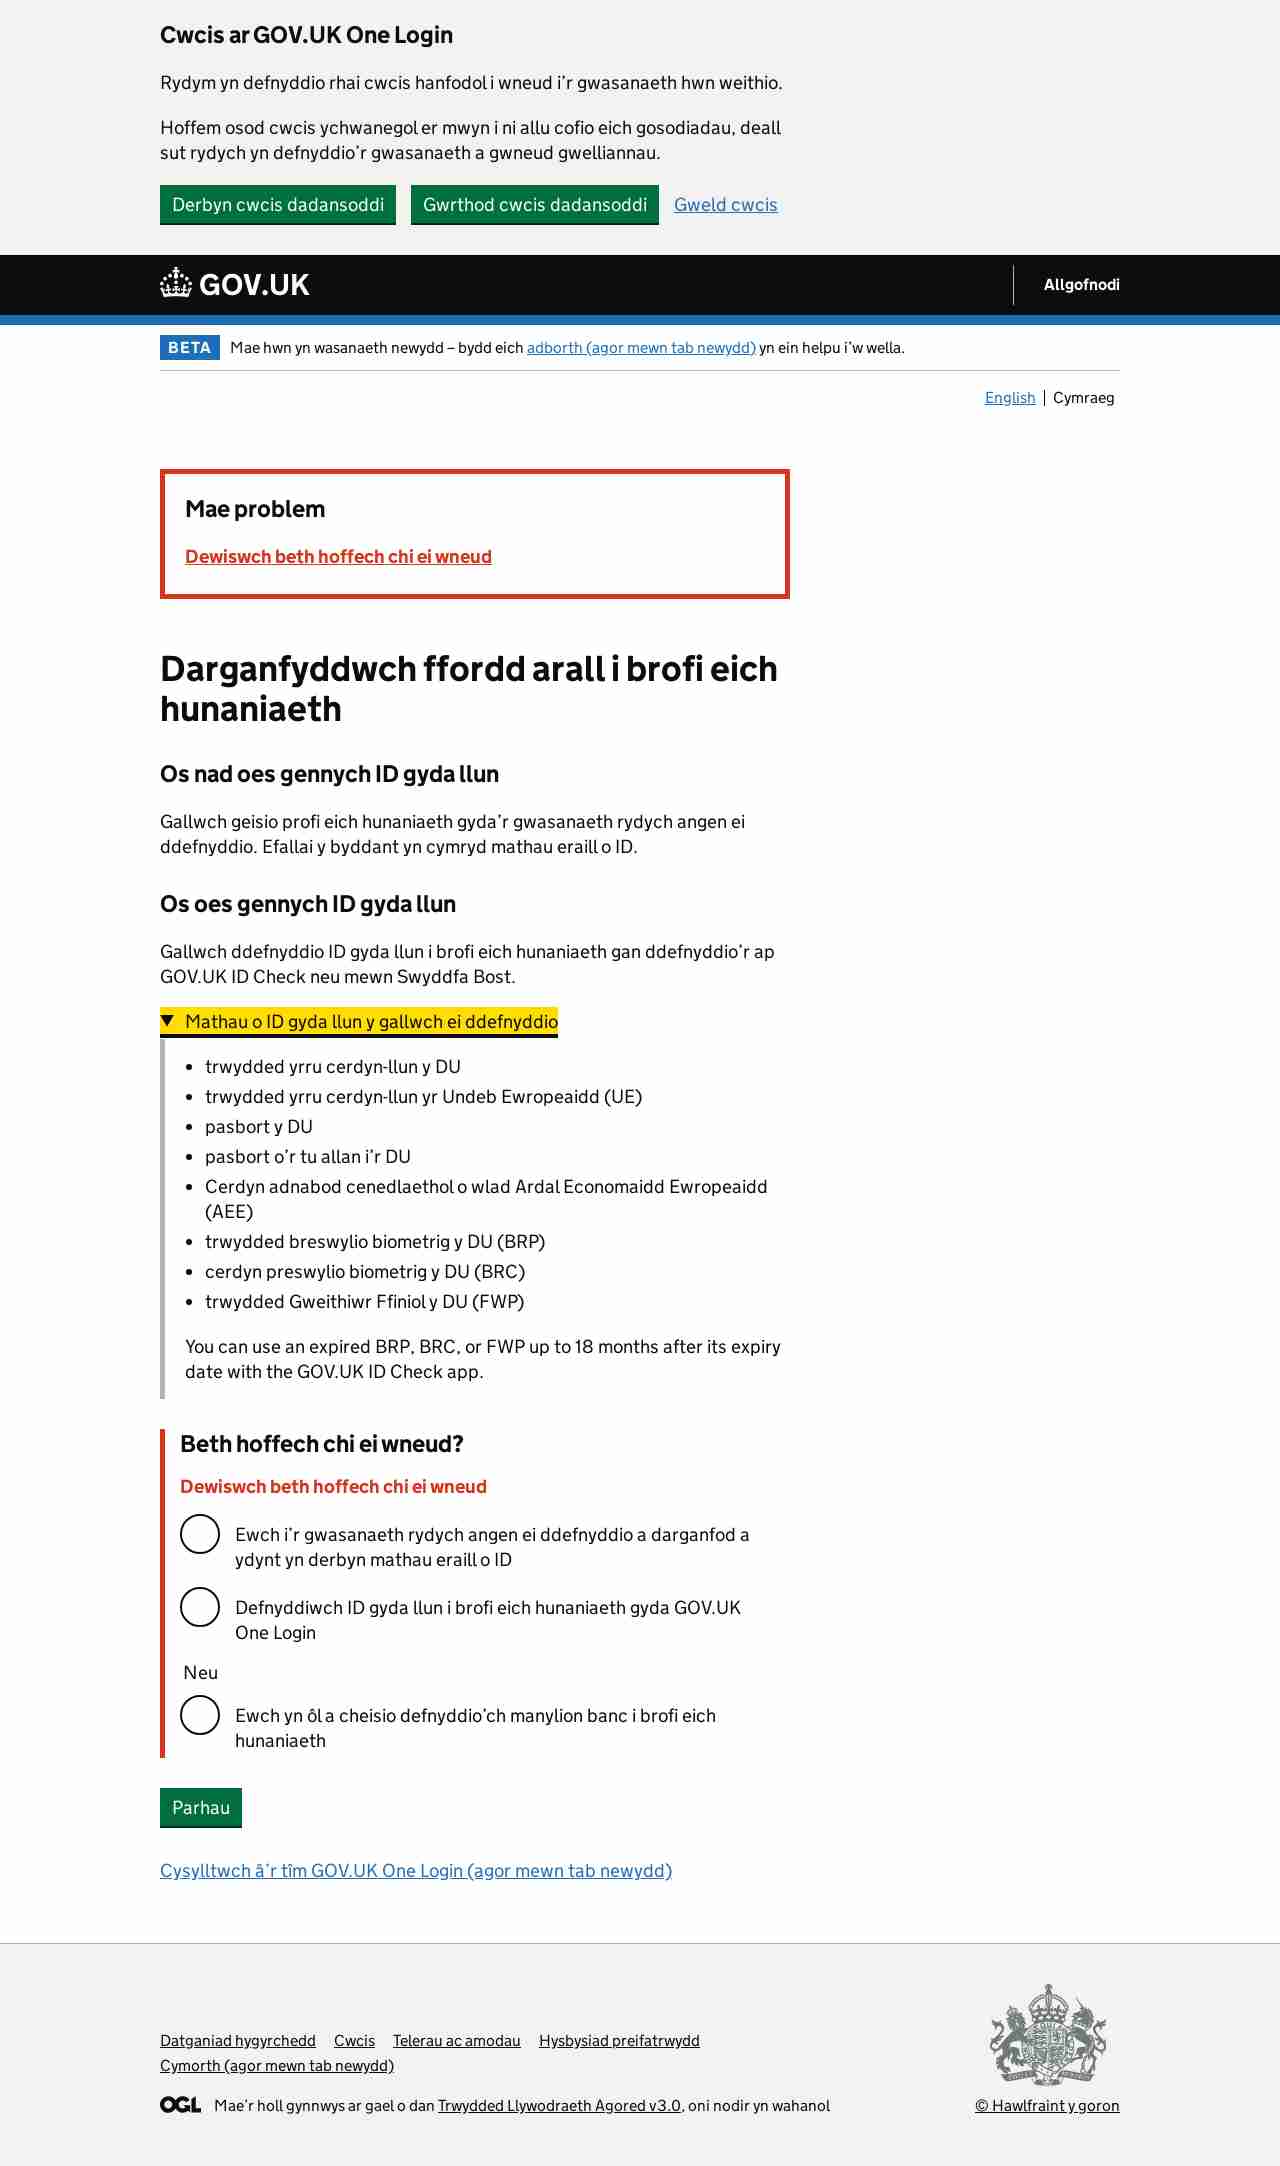 Cwcis ar GOV.UK One Login
Rydym yn defnyddio rhai cwcis hanfodol i wneud i’r gwasanaeth hwn weithio.
Hoffem osod cwcis ychwanegol er mwyn i ni allu cofio eich gosodiadau, deall
sut rydych yn defnyddio’r gwasanaeth a gwneud gwelliannau.
Derbyn cwcis dadansoddi Gwrthod cwcis dadansoddi Gweld cwcis
GOV.UK Allgofnodi
BETA Mae hwn yn wasanaeth newydd – bydd eich adborth (agor mewn tab newydd) yn ein helpu i’w wella.
English Cymraeg
Mae problem
Dewiswch beth hoffech chi ei wneud
Darganfyddwch ffordd arall i brofi eich
hunaniaeth
Os nad oes gennych ID gyda llun
Gallwch geisio profi eich hunaniaeth gyda’r gwasanaeth rydych angen ei
ddefnyddio. Efallai y byddant yn cymryd mathau eraill o ID.
Os oes gennych ID gyda llun
Gallwch ddefnyddio ID gyda llun i brofi eich hunaniaeth gan ddefnyddio’r ap
GOV.UK ID Check neu mewn Swyddfa Bost.
Mathau o ID gyda llun y gallwch ei ddefnyddio
• trwydded yrru cerdyn-llun y DU
• trwydded yrru cerdyn-llun yr Undeb Ewropeaidd (UE)
• pasbort y DU
• pasbort o’r tu allan i’r DU
• Cerdyn adnabod cenedlaethol o wlad Ardal Economaidd Ewropeaidd
(AEE)
• trwydded breswylio biometrig y DU (BRP)
• cerdyn preswylio biometrig y DU (BRC)
• trwydded Gweithiwr Ffiniol y DU (FWP)
You can use an expired BRP, BRC, or FWP up to 18 months after its expiry
date with the GOV.UK ID Check app.
Beth hoffech chi ei wneud?
Dewiswch beth hoffech chi ei wneud
Ewch i’r gwasanaeth rydych angen ei ddefnyddio a darganfod a
ydynt yn derbyn mathau eraill o ID
Defnyddiwch ID gyda llun i brofi eich hunaniaeth gyda GOV.UK
One Login
Neu
Ewch yn ôl a cheisio defnyddio’ch manylion banc i brofi eich
hunaniaeth
Parhau
Cysylltwch â’r tîm GOV.UK One Login (agor mewn tab newydd)
Datganiad hygyrchedd Cwcis Telerau ac amodau Hysbysiad preifatrwydd
Cymorth (agor mewn tab newydd)
OGL Mae’r holl gynnwys ar gael o dan Trwydded Llywodraeth Agored v3.0, oni nodir yn wahanol
© Hawlfraint y goron